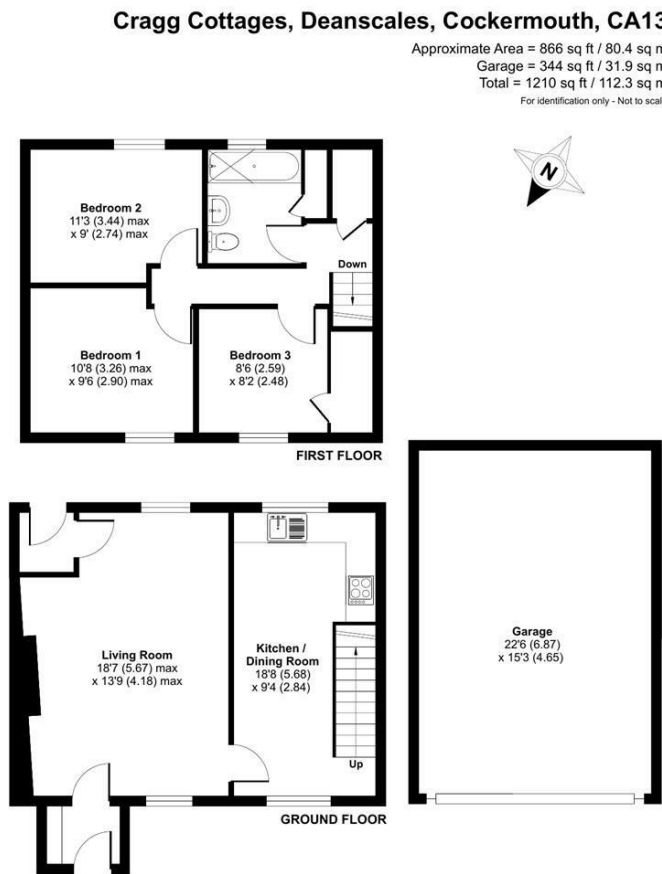 Cragg Cottages, Deanscales, Cockermouth, CA13
Approximate Area = 866 sq ft / 80.4 sq m
Garage = 344 sq ft / 31.9 sq m
Total = 1210 sq ft / 112.3 sq m
For identification only - Not to scal
N
Bedroom 2
11'3 (3.44) max
x 9' (2.74) max
Down
Bedroom 1
10'8 (3.26) max
x 9'6 (2.90) max
Bedroom 3
8'6 (2.59)
x 8'2 (2.48)
FIRST FLOOR
Living Room
18'7 (5.67) max
x 13'9 (4.18) max
Kitchen /
Dining Room
18'8 (5.68)
x 9'4 (2.84)
Up
Garage
22'6 (6.87)
x 15'3 (4.65)
GROUND FLOOR